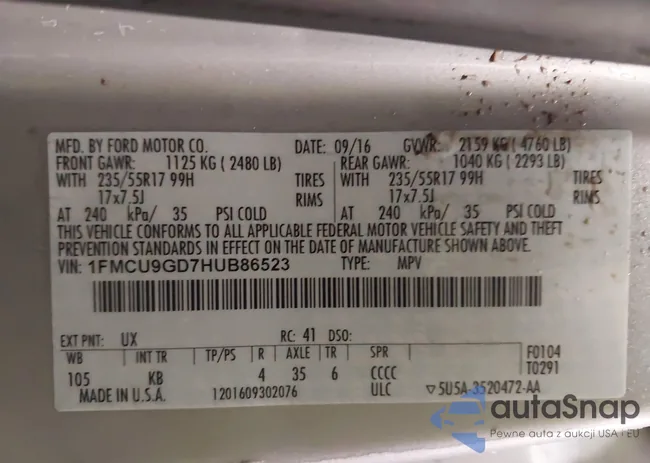 MFD. BY FORD MOTOR CO. DATE: 09/16 GVWR: 2159 KG (4760 LB)
FRONT GAWR: 1125 KG (2480 LB) REAR GAWR: 1040 KG (2293 LB)
WITH 235/55R17 99H TIRES WITH 235/55R17 99H TIRES
17x7.5J RIMS 17x7.5J RIMS
AT 240 kPa/ 35 PSI COLD AT 240 kPa/ 35 PSI COLD
THIS VEHICLE CONFORMS TO ALL APPLICABLE FEDERAL MOTOR VEHICLE SAFETY AND THEFT
PREVENTION STANDARDS IN EFFECT ON THE DATE OF MANUFACTURE SHOWN ABOVE.
VIN: 1FMCU9GD7HUB86523 TYPE: MPV
EXT PNT: UX RC: 41 DSO:
WB INT TR TP/PS R AXLE TR SPR F0104
105 KB 4 35 6 CCCC T0291
MADE IN U.S.A. 1201609302076 ULC ▽5U5A-3520472-AA
autaSnap
Pewne auta z aukcji USA i EU